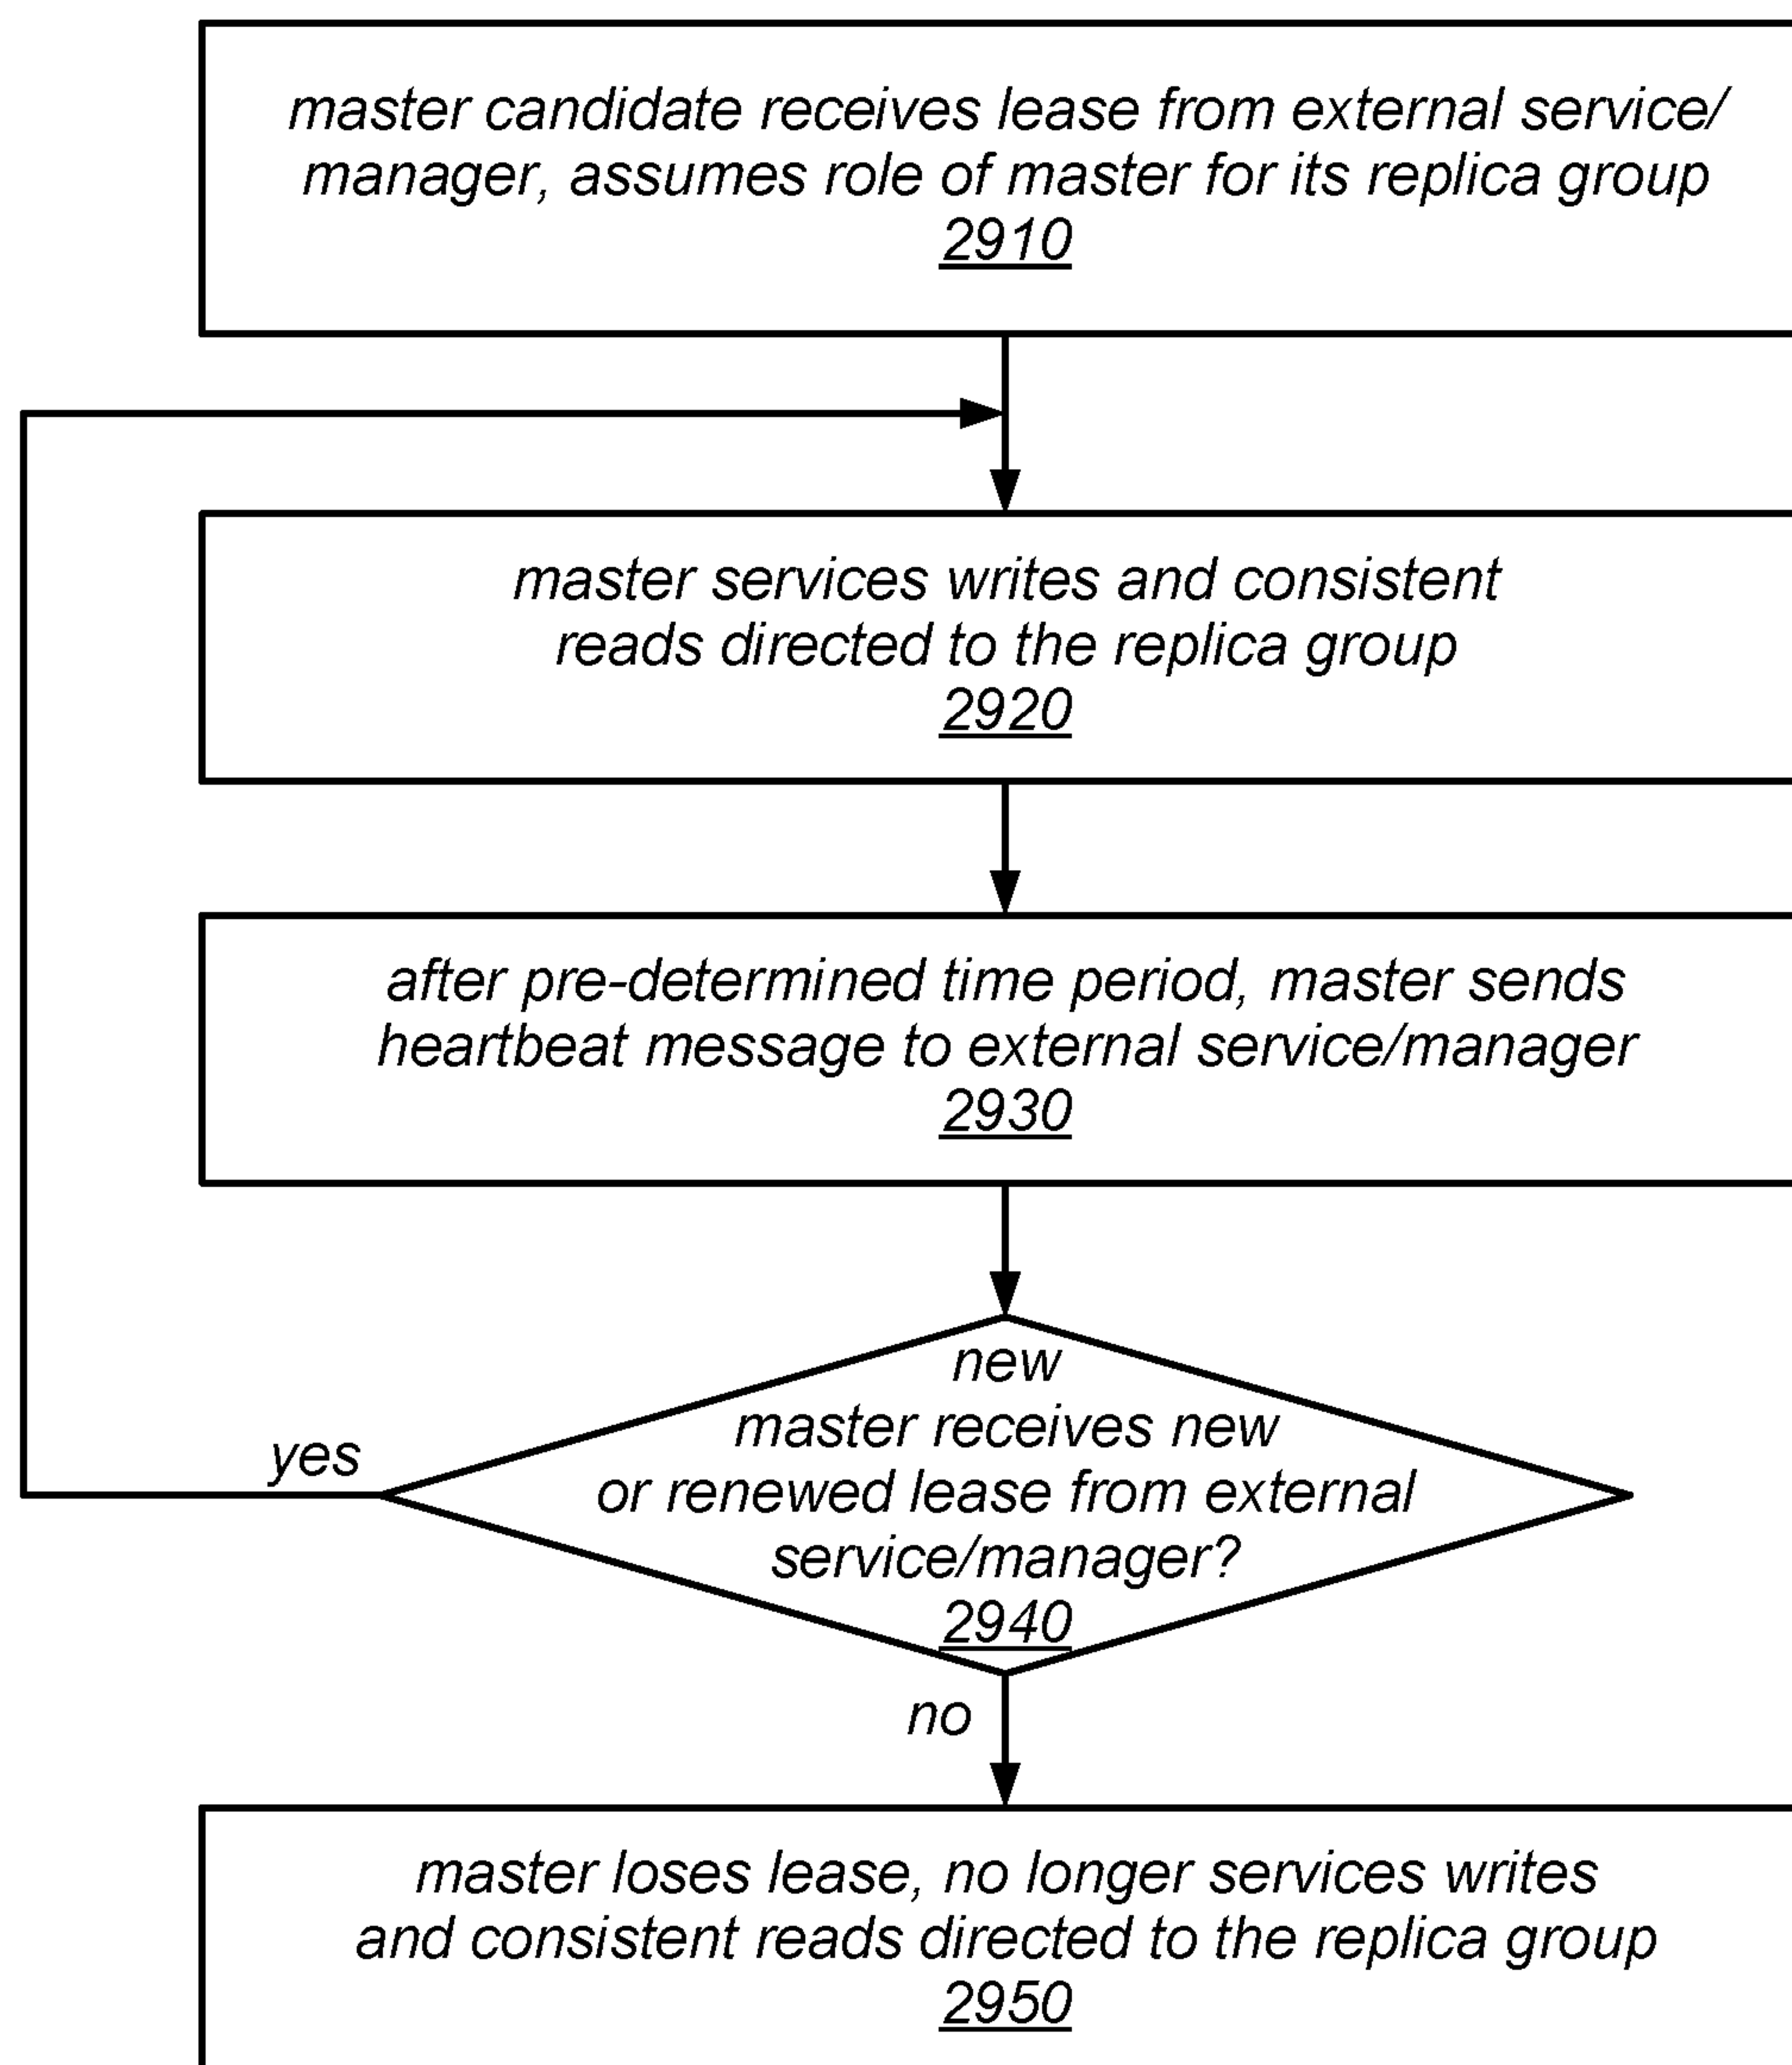 master candidate receives lease from external service/
manager, assumes role of master for its replica group
2910
master services writes and consistent
reads directed to the replica group
2920
after pre-determined time period, master sends
heartbeat message to external service/manager
2930
new
master receives new
or renewed lease from external
service/manager?
2940
yes
no
master loses lease, no longer services writes
and consistent reads directed to the replica group
2950